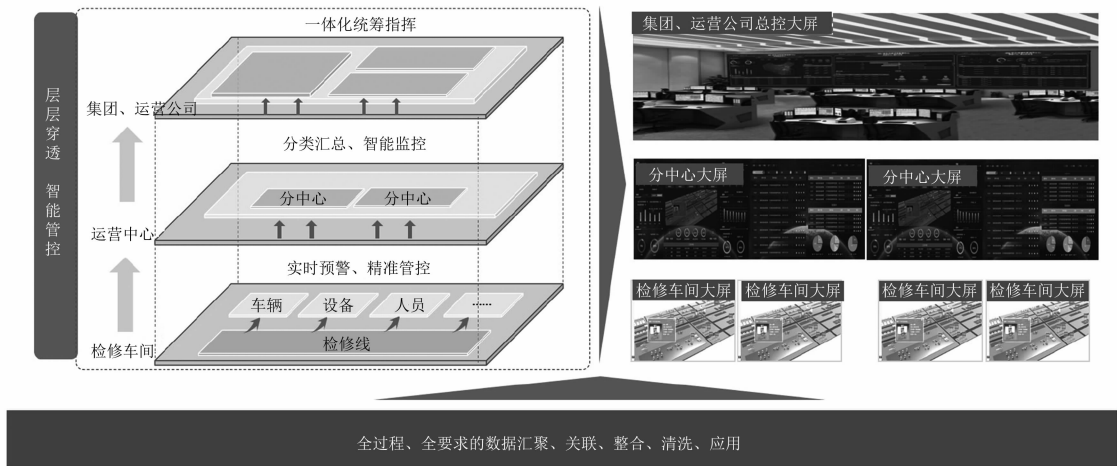 层层穿透 智能管控
一体化统筹指挥
集团、运营公司
分类汇总、智能监控
分中心 分中心
运营中心
实时预警、精准管控
车辆 设备 人员 ······
检修线
检修车间
集团、运营公司总控大屏
分中心大屏 分中心大屏
检修车间大屏 检修车间大屏 检修车间大屏 检修车间大屏
全过程、全要求的数据汇聚、关联、整合、清洗、应用